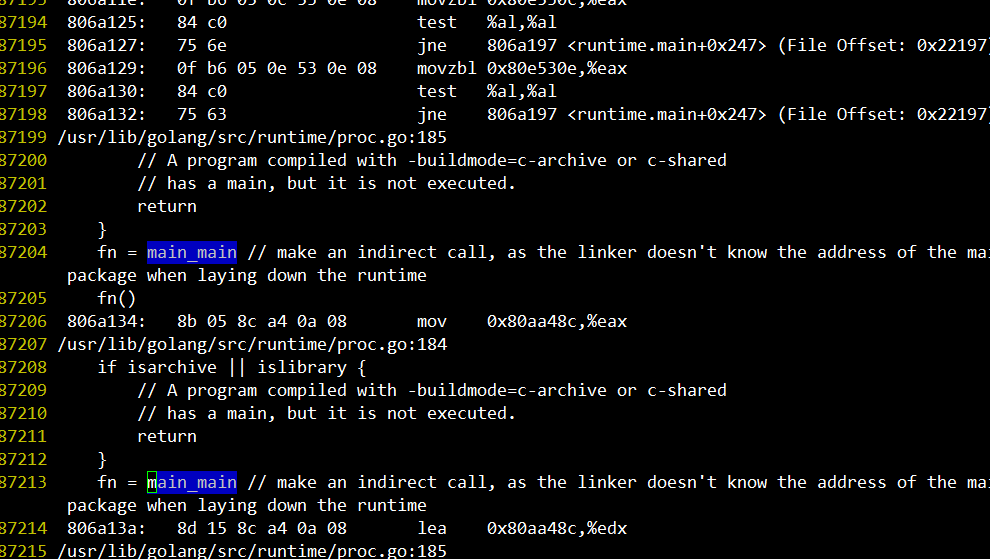 87193 806a11e: 0f b6 05 0c 53 0e 08 movzbl 0x80e530c,%eax
87194 806a125: 84 c0 test %al,%al
87195 806a127: 75 6e jne 806a197 <runtime.main+0x247> (File Offset: 0x22197)
87196 806a129: 0f b6 05 0e 53 0e 08 movzbl 0x80e530e,%eax
87197 806a130: 84 c0 test %al,%al
87198 806a132: 75 63 jne 806a197 <runtime.main+0x247> (File Offset: 0x22197)
87199 /usr/lib/golang/src/runtime/proc.go:185
87200 // A program compiled with -buildmode=c-archive or c-shared
87201 // has a main, but it is not executed.
87202 return
87203 }
87204 fn = main_main // make an indirect call, as the linker doesn't know the address of the mai
package when laying down the runtime
87205 fn()
87206 806a134: 8b 05 8c a4 0a 08 mov 0x80aa48c,%eax
87207 /usr/lib/golang/src/runtime/proc.go:184
87208 if isarchive || islibrary {
87209 // A program compiled with -buildmode=c-archive or c-shared
87210 // has a main, but it is not executed.
87211 return
87212 }
87213 fn = main_main // make an indirect call, as the linker doesn't know the address of the mai
package when laying down the runtime
87214 806a13a: 8d 15 8c a4 0a 08 lea 0x80aa48c,%edx
87215 /usr/lib/golang/src/runtime/proc.go:185